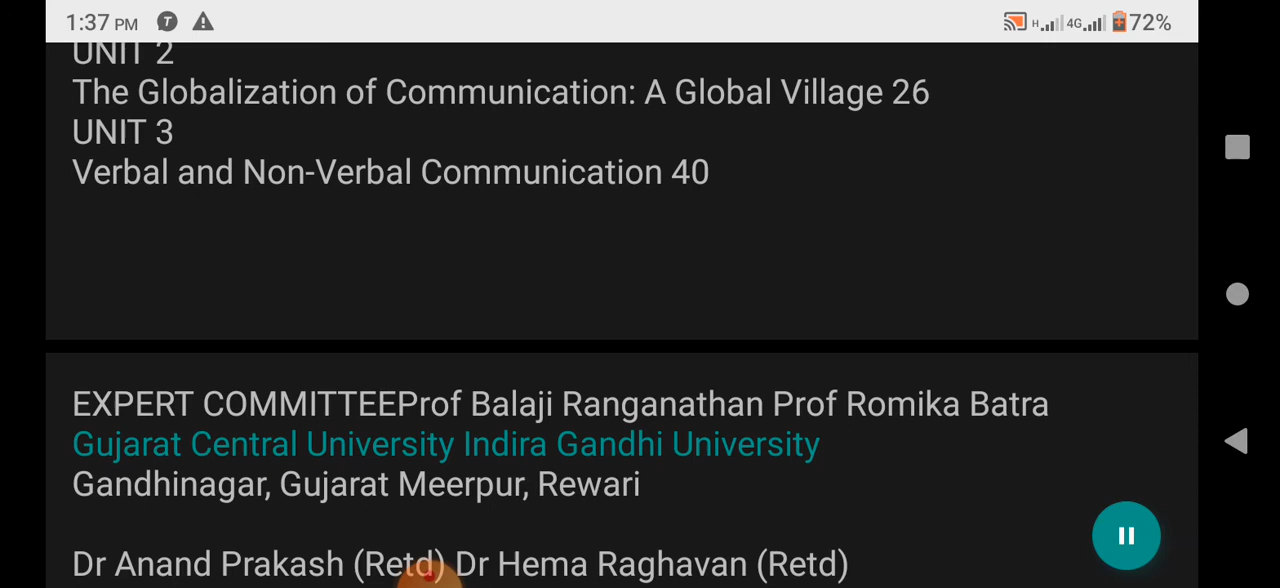 1:37 PM
H
4G
72%
UNIT 2
The Globalization of Communication: A Global Village 26
UNIT 3
Verbal and Non-Verbal Communication 40
EXPERT COMMITTEEProf Balaji Ranganathan Prof Romika Batra
Gujarat Central University Indira Gandhi University
Gandhinagar, Gujarat Meerpur, Rewari
Dr Anand Prakash (Retd) Dr Hema Raghavan (Retd)